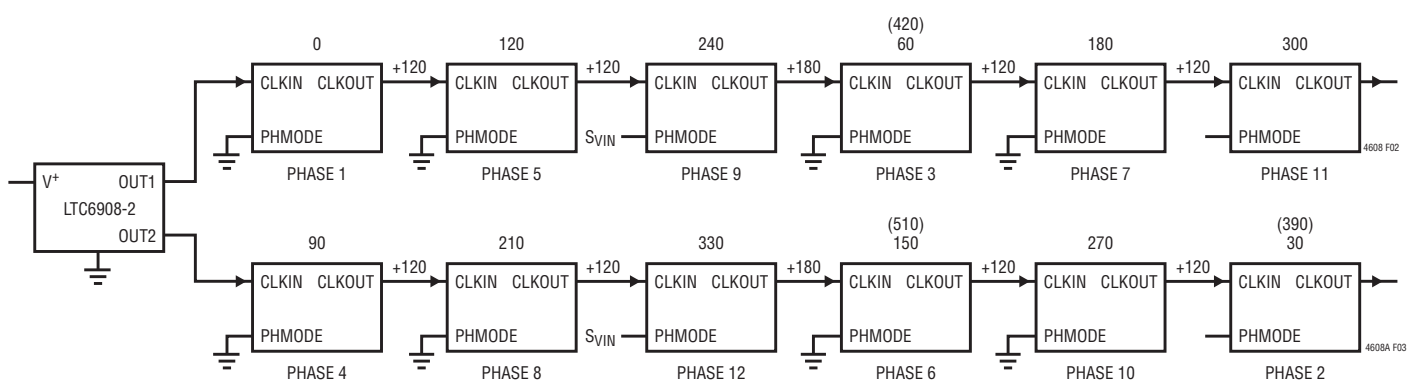 (420)
0 120 240 60 180 300
+120 +120 +180 +120 +120
CLKIN CLKOUT CLKIN CLKOUT CLKIN CLKOUT CLKIN CLKOUT CLKIN CLKOUT CLKIN CLKOUT
PHMODE PHMODE SVIN PHMODE PHMODE PHMODE PHMODE
4608 F02
PHASE 1 PHASE 5 PHASE 9 PHASE 3 PHASE 7 PHASE 11
V+ OUT1
LTC6908-2
OUT2
(510) (390)
90 210 330 150 270 30
+120 +120 +180 +120 +120
CLKIN CLKOUT CLKIN CLKOUT CLKIN CLKOUT CLKIN CLKOUT CLKIN CLKOUT CLKIN CLKOUT
PHMODE PHMODE SVIN PHMODE PHMODE PHMODE PHMODE
4608A F03
PHASE 4 PHASE 8 PHASE 12 PHASE 6 PHASE 10 PHASE 2